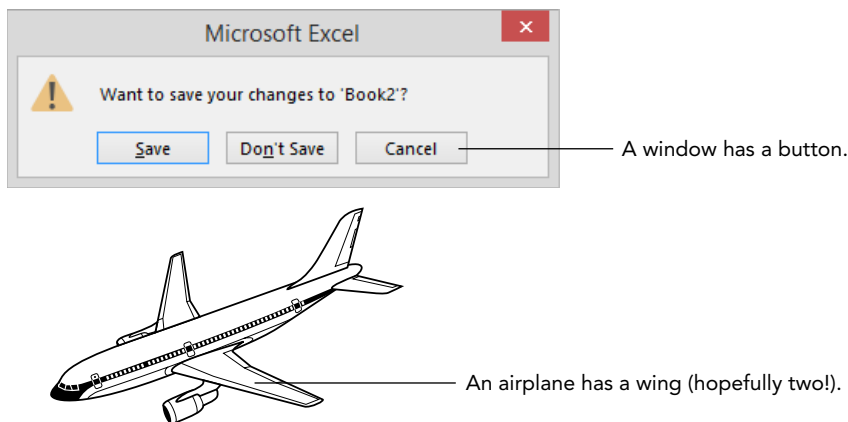 Microsoft Excel
Want to save your changes to 'Book2'?
Save Don't Save Cancel
A window has a button.
An airplane has a wing (hopefully two!).